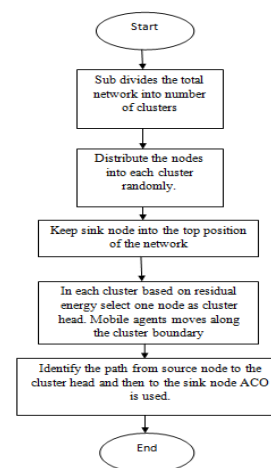 Start
Sub divides the total
network into number
of clusters
Distribute the nodes
into each cluster
randomly.
Keep sink node into the top position
of the network
In each cluster based on residual
energy select one node as cluster
head. Mobile agents moves along
the cluster boundary
Identify the path from source node to the
cluster head and then to the sink node ACO
is used.
End